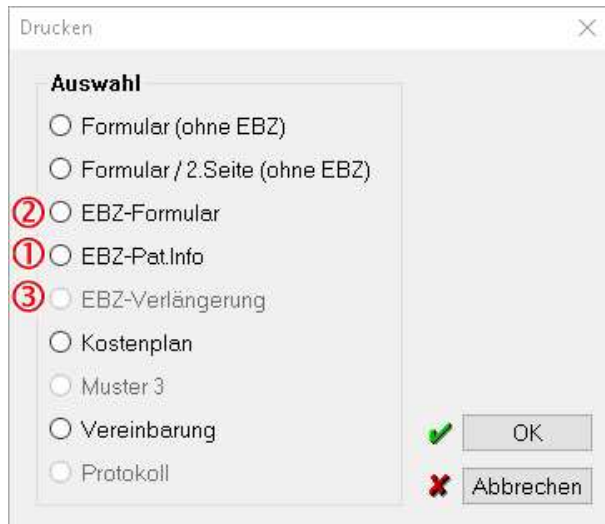 Drucken
Auswahl
Formular (ohne EBZ)
Formular / 2.Seite (ohne EBZ)
② EBZ-Formular
① EBZ-Pat.Info
③ EBZ-Verlängerung
Kostenplan
Muster 3
Vereinbarung
Protokoll
OK
Abbrechen